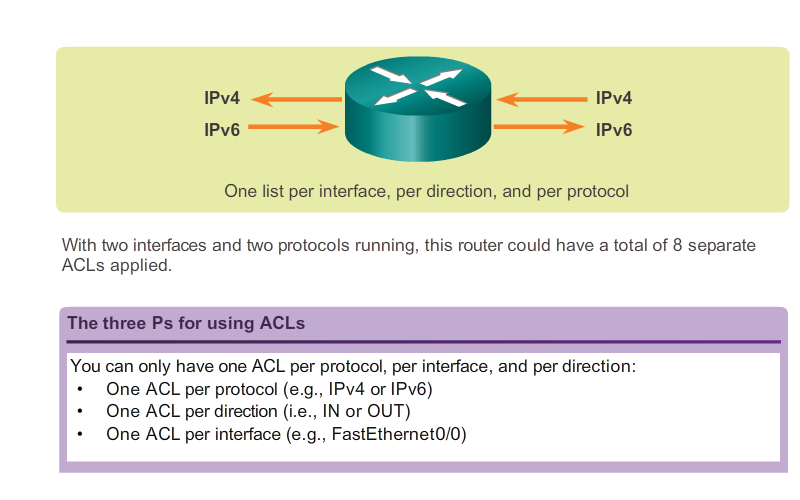 IPv4 IPv4
IPv6 IPv6
One list per interface, per direction, and per protocol
With two interfaces and two protocols running, this router could have a total of 8 separate
ACLs applied.
The three Ps for using ACLs
You can only have one ACL per protocol, per interface, and per direction:
• One ACL per protocol (e.g., IPv4 or IPv6)
• One ACL per direction (i.e., IN or OUT)
• One ACL per interface (e.g., FastEthernet0/0)